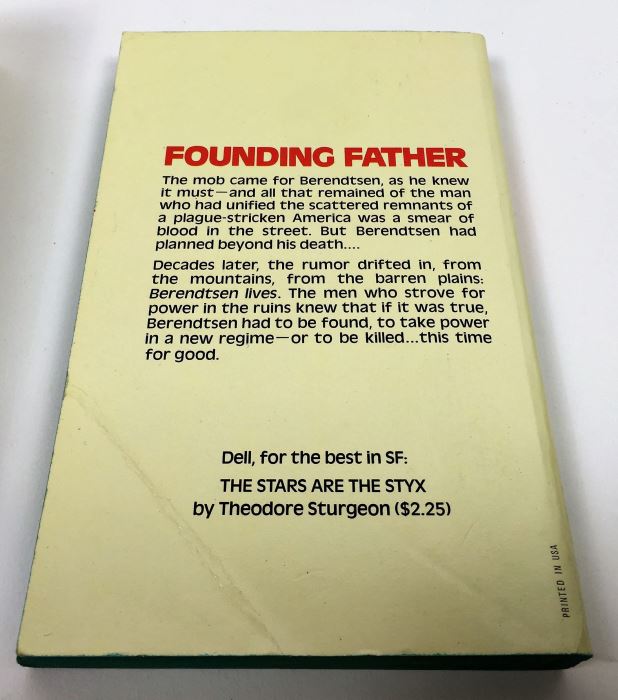 FOUNDING FATHER
The mob came for Berendtsen, as he knew
it must—and all that remained of the man
who had unified the scattered remnants of
a plague-stricken America was a smear of
blood in the street. But Berendtsen had
planned beyond his death....
Decades later, the rumor drifted in, from
the mountains, from the barren plains:
Berendtsen lives. The men who strove for
power in the ruins knew that if it was true,
Berendtsen had to be found, to take power
in a new regime—or to be killed...this time
for good.
Dell, for the best in SF:
THE STARS ARE THE STYX
by Theodore Sturgeon ($2.25)
PRINTED IN USA